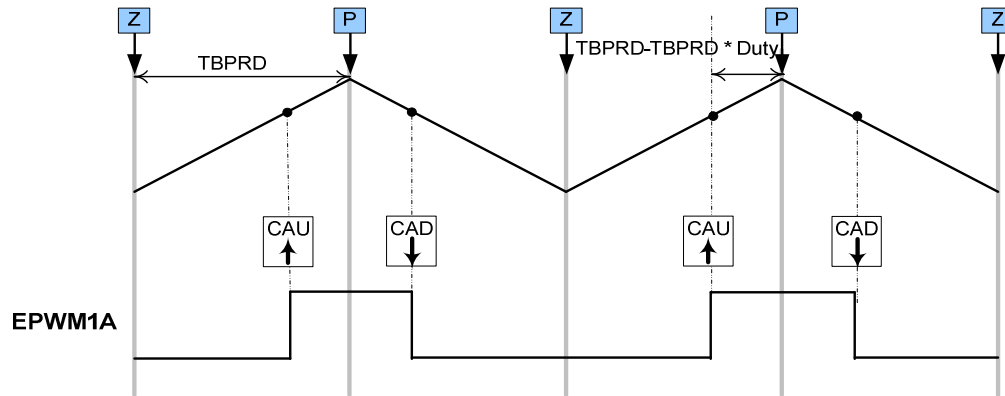 Z P Z P Z
TBPRD TBPRD-TBPRD * Duty
CAU CAD CAU CAD
EPWM1A